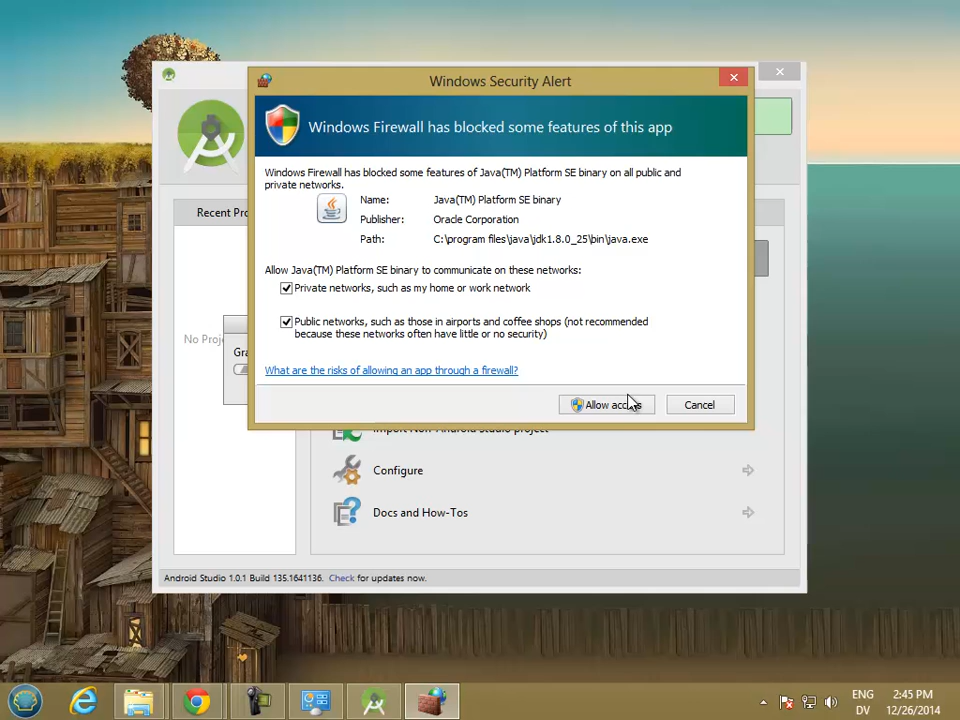 Windows Security Alert
Windows Firewall has blocked some features of this app
Windows Firewall has blocked some features of Java(TM) Platform SE binary on all public and
private networks.
Name: Java(TM) Platform SE binary
Publisher: Oracle Corporation
Path: C:\program files\java\jdk1.8.0_25\bin\java.exe
Allow Java(TM) Platform SE binary to communicate on these networks:
Private networks, such as my home or work network
Public networks, such as those in airports and coffee shops (not recommended
because these networks often have little or no security)
What are the risks of allowing an app through a firewall?
Allow
Cancel
Recent
No
Configure
Docs and How-Tos
Android Studio 1.0.1 Build 135.1641136. Check for updates now.
ENG 2:45 PM
DV 12/26/2014